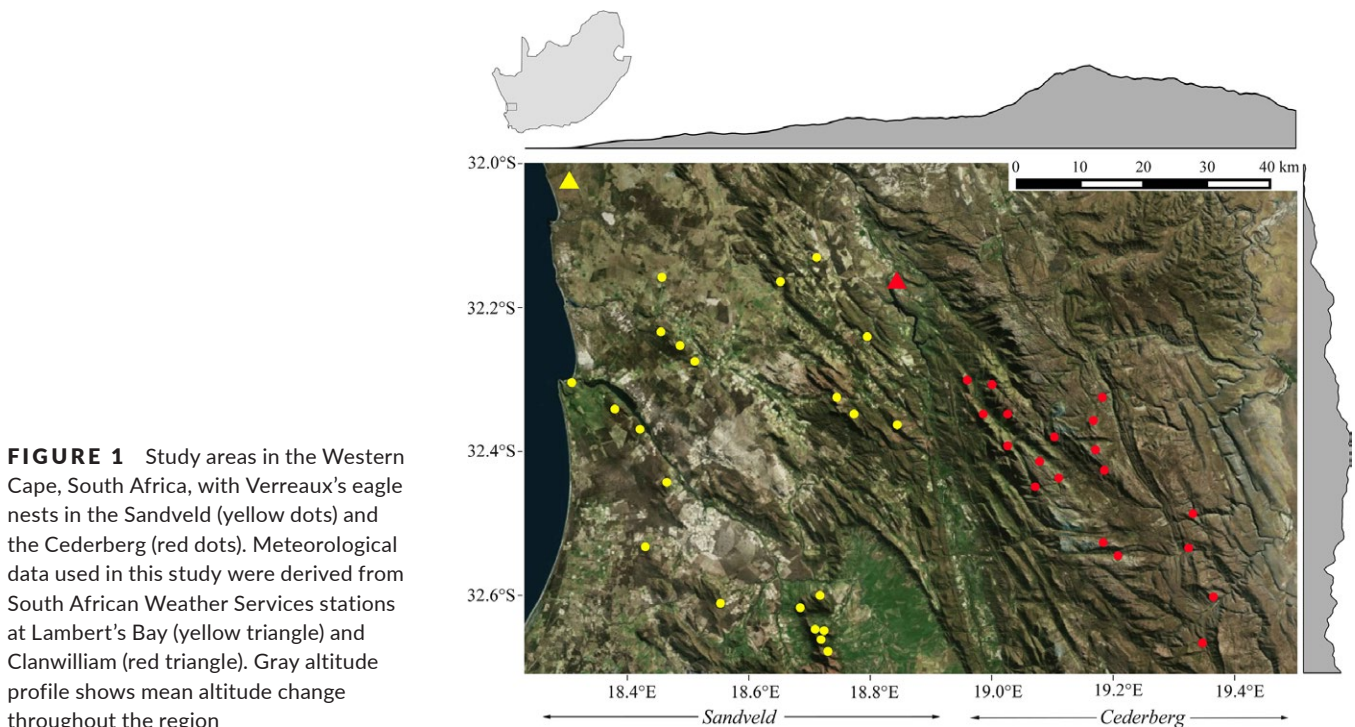 0 10 20 30 40 km
32.0°S
32.2°S
32.4°S
32.6°S
18.4°E 18.6°E 18.8°E 19.0°E 19.2°E 19.4°E
Sandveld Cederberg
FIGURE 1 Study areas in the Western
Cape, South Africa, with Verreaux's eagle
nests in the Sandveld (yellow dots) and
the Cederberg (red dots). Meteorological
data used in this study were derived from
South African Weather Services stations
at Lambert's Bay (yellow triangle) and
Clanwilliam (red triangle). Gray altitude
profile shows mean altitude change
throughout the region